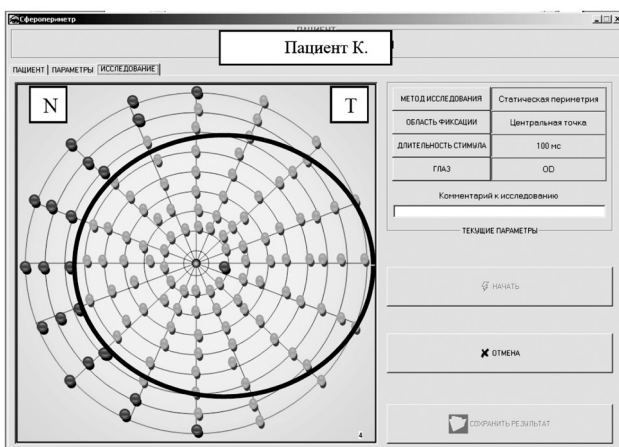 Сферопериметр
ПАЦИЕНТ
Пациент К.
ПАЦИЕНТ ПАРАМЕТРЫ ИССЛЕДОВАНИЕ
N T
МЕТОД ИССЛЕДОВАНИЯ Статическая периметрия
ОБЛАСТЬ ФИКСАЦИИ Центральная точка
ДЛИТЕЛЬНОСТЬ СТИМУЛА 100 мс
ГЛАЗ OD
Комментарий к исследованию
ТЕКУЩИЕ ПАРАМЕТРЫ
НАЧАТЬ
ОТМЕНА
СОХРАНИТЬ РЕЗУЛЬТАТ
4